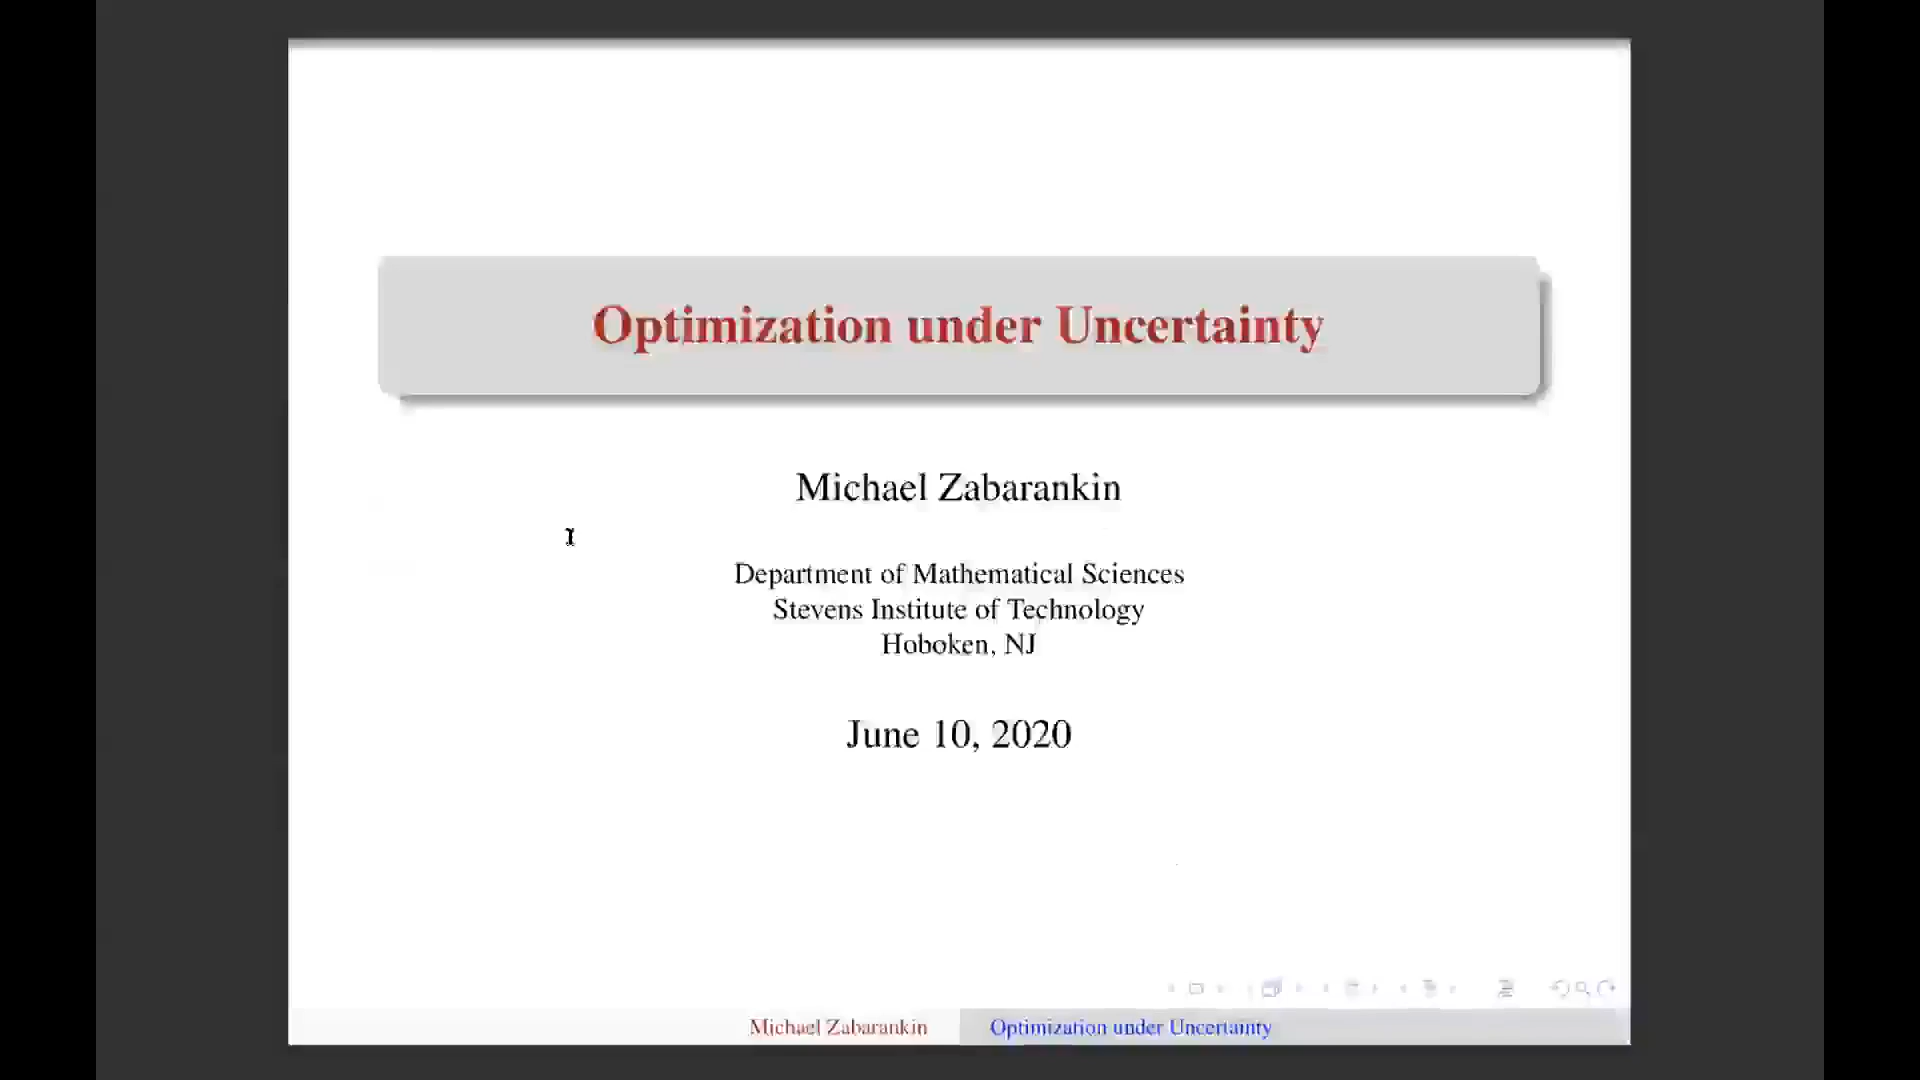 Optimization under Uncertainty
Michael Zabarankin
Department of Mathematical Sciences
Stevens Institute of Technology
Hoboken, NJ
June 10, 2020
Michael Zabarankin
Optimization under Uncertainty